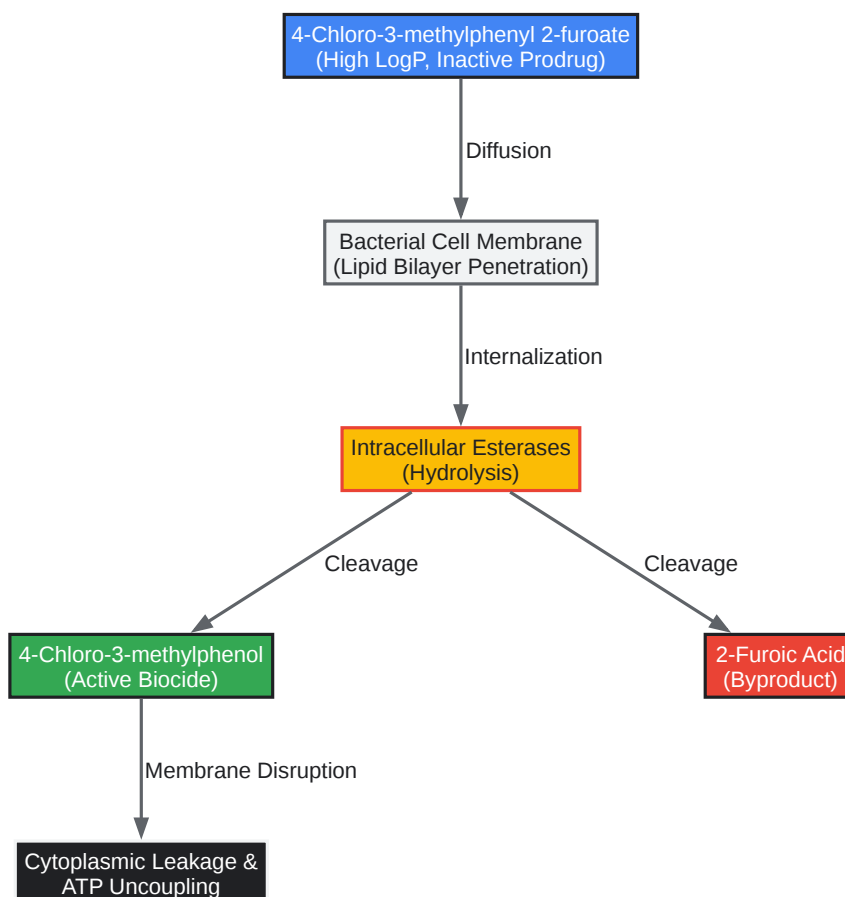 4-Chloro-3-methylphenyl 2-furoate
(High LogP, Inactive Prodrug)
Diffusion
Bacterial Cell Membrane
(Lipid Bilayer Penetration)
Internalization
Intracellular Esterases
(Hydrolysis)
Cleavage
Cleavage
4-Chloro-3-methylphenol
(Active Biocide)
2-Furoic Acid
(Byproduct)
Membrane Disruption
Cytoplasmic Leakage &
ATP Uncoupling